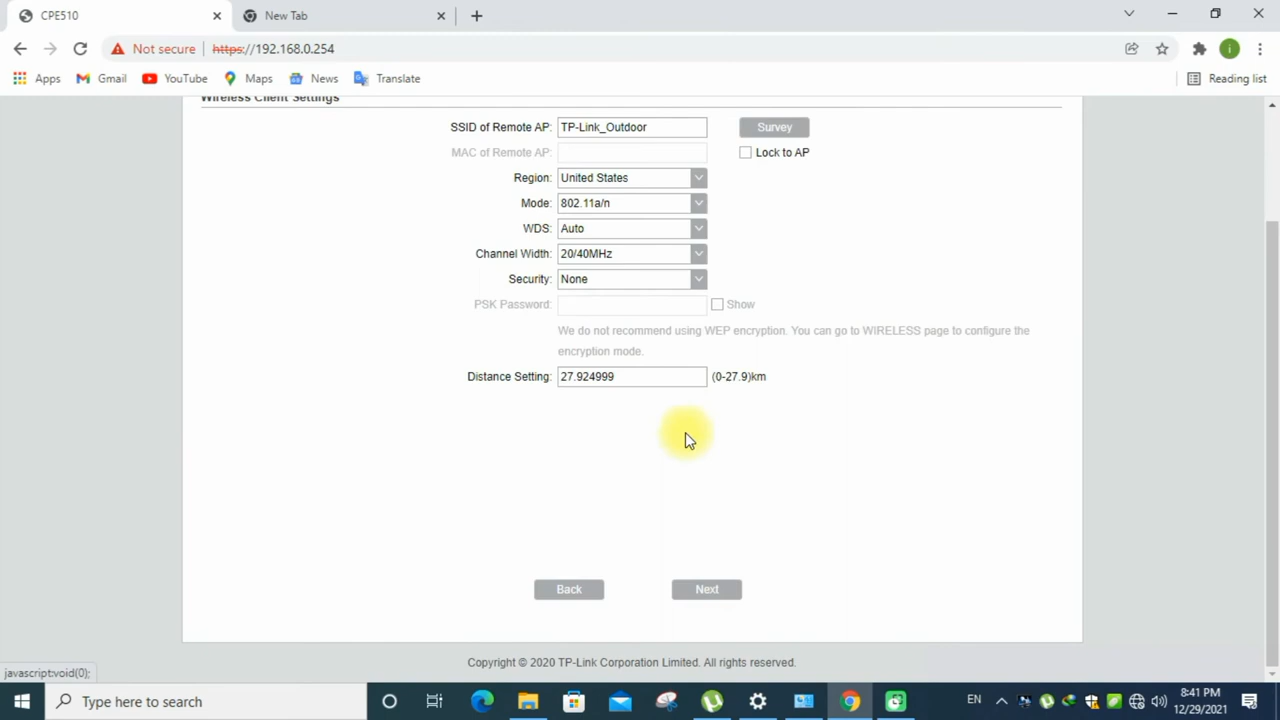 CPE510
New Tab
Not secure https://192.168.0.254
Apps Gmail YouTube Maps News Translate Reading list
Wireless Client Settings
SSID of Remote AP: TP-Link_Outdoor Survey
MAC of Remote AP: Lock to AP
Region: United States
Mode: 802.11a/n
WDS: Auto
Channel Width: 20/40MHz
Security: None
PSK Password: Show
We do not recommend using WEP encryption. You can go to WIRELESS page to configure the
encryption mode.
Distance Setting: 27.924999 (0-27.9)km
Back Next
Copyright © 2020 TP-Link Corporation Limited. All rights reserved.
javascript:void(0);
Type here to search
EN
8:41 PM
12/29/2021